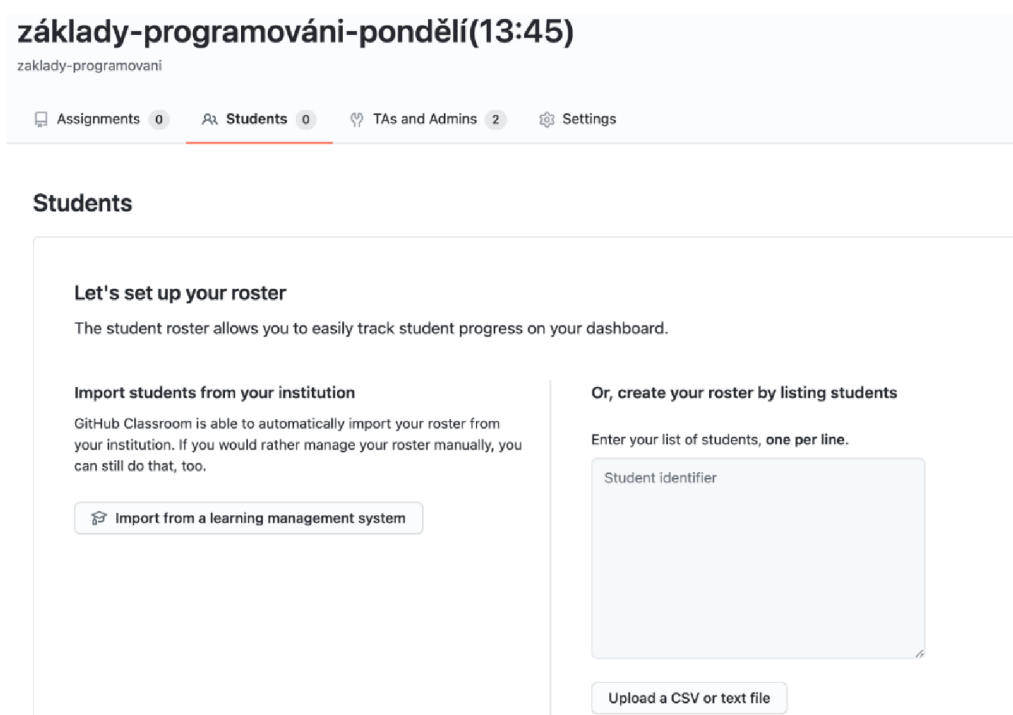 základy-programováni-pondělí(13:45)
zaklady-programovani
Assignments 0 Students 0 TAs and Admins 2 Settings
Students
Let's set up your roster
The student roster allows you to easily track student progress on your dashboard.
Import students from your institution
GitHub Classroom is able to automatically import your roster from
your institution. If you would rather manage your roster manually, you
can still do that, too.
Import from a learning management system
Or, create your roster by listing students
Enter your list of students, one per line.
Student identifier
Upload a CSV or text file